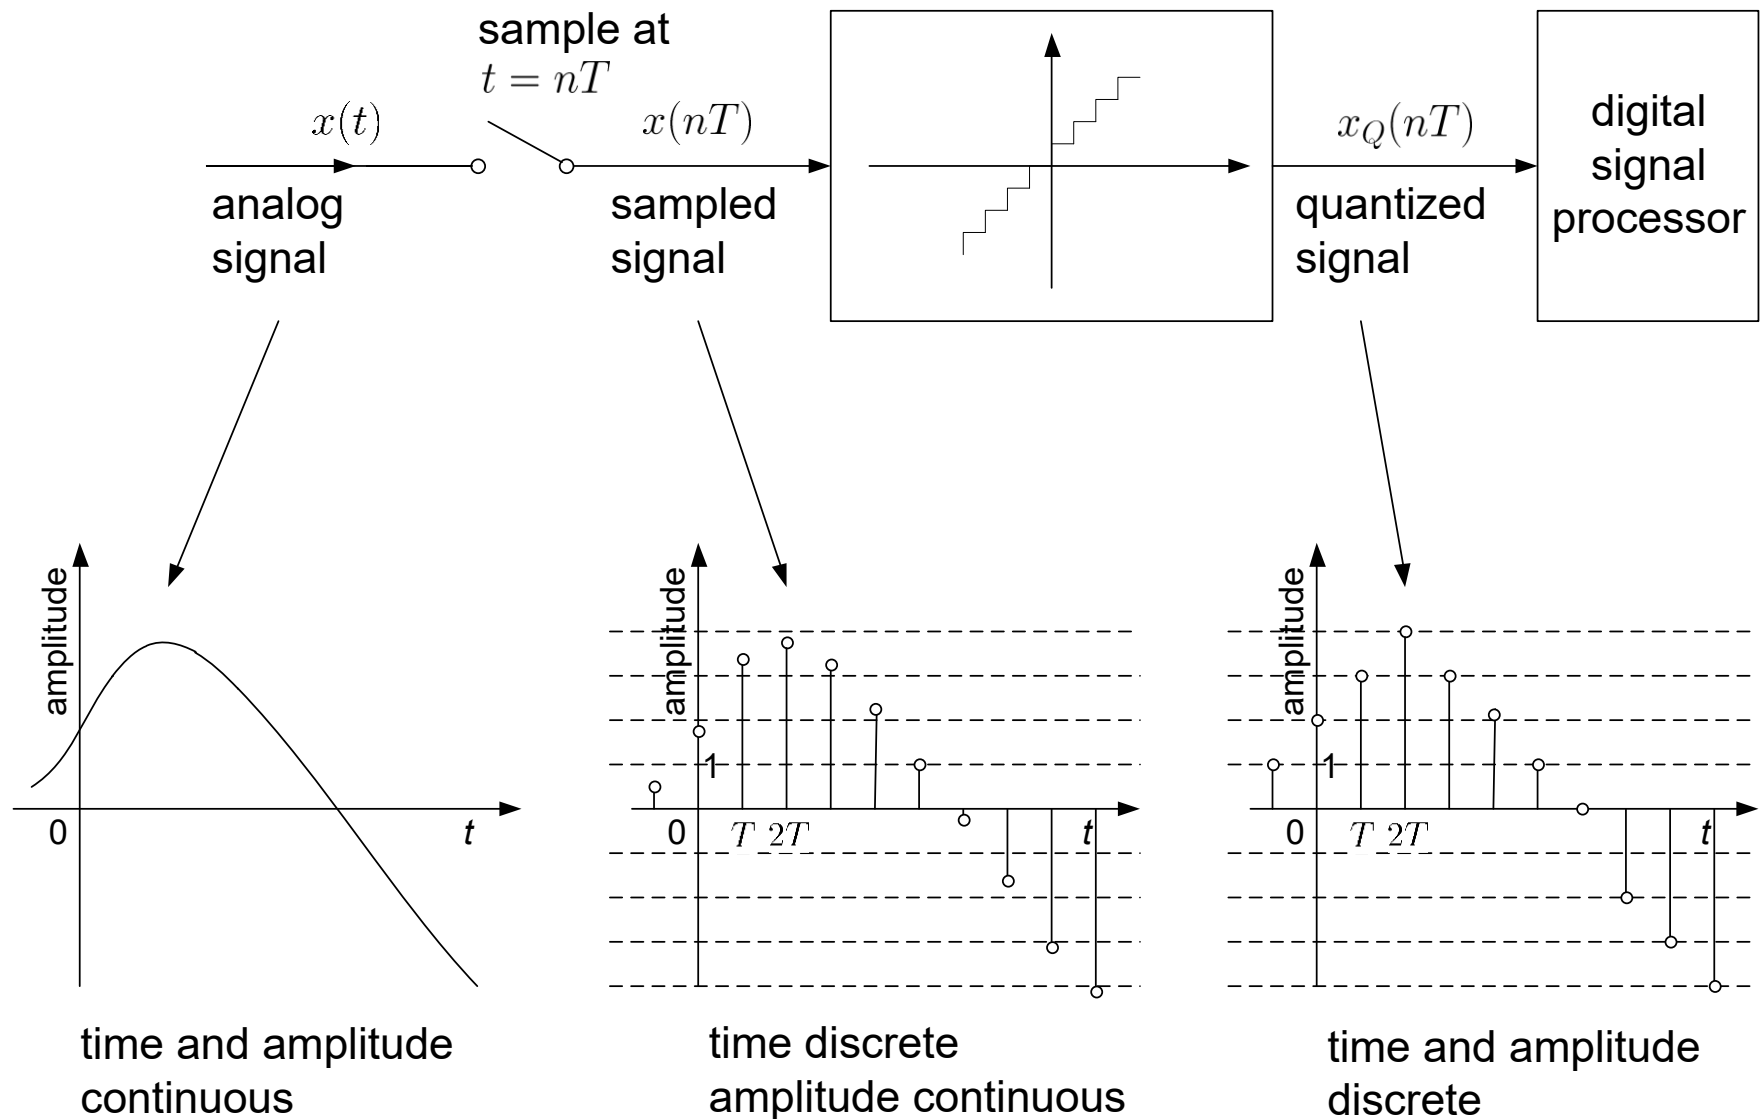 sample at
t = nT
x(t)
x(nT)
x_Q(nT)
analog
signal
sampled
signal
quantized
signal
digital
signal
processor
amplitude
0
t
time and amplitude
continuous
amplitude
1
0
T 2T
t
time discrete
amplitude continuous
amplitude
1
0
T 2T
t
time and amplitude
discrete